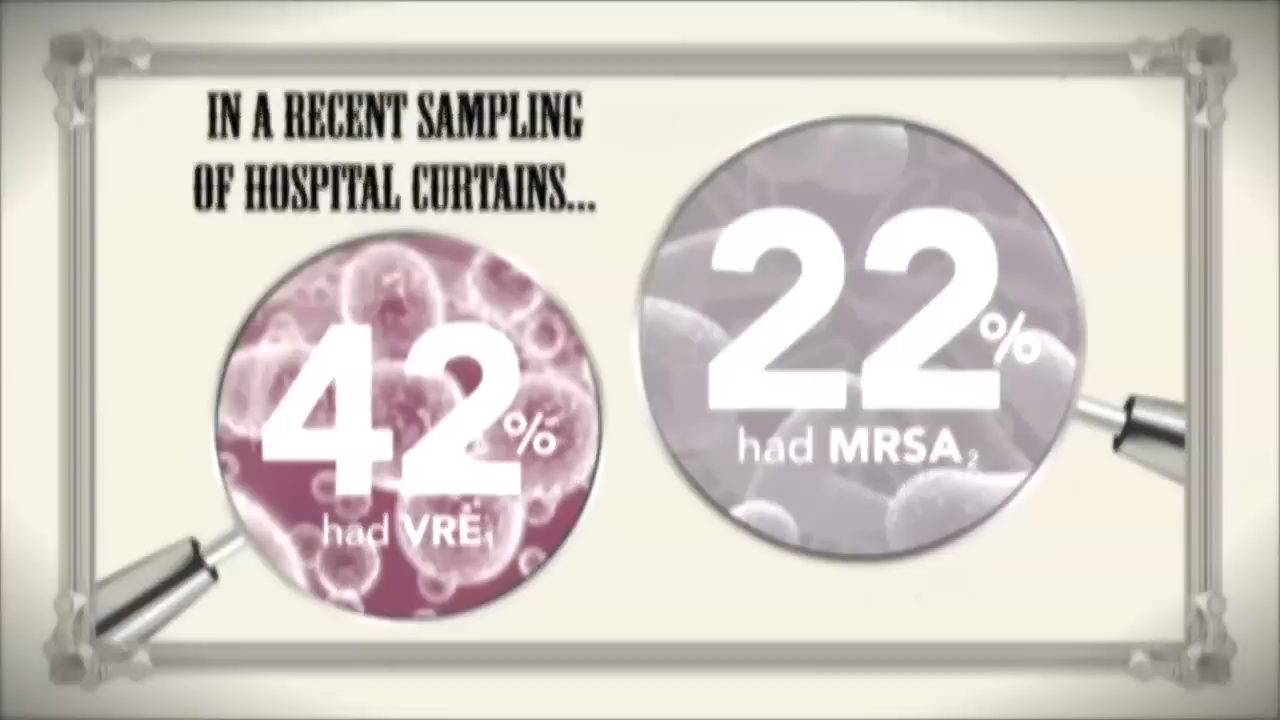 IN A RECENT SAMPLING
OF HOSPITAL CURTAINS...
42%
had VRE1
22%
had MRSA2